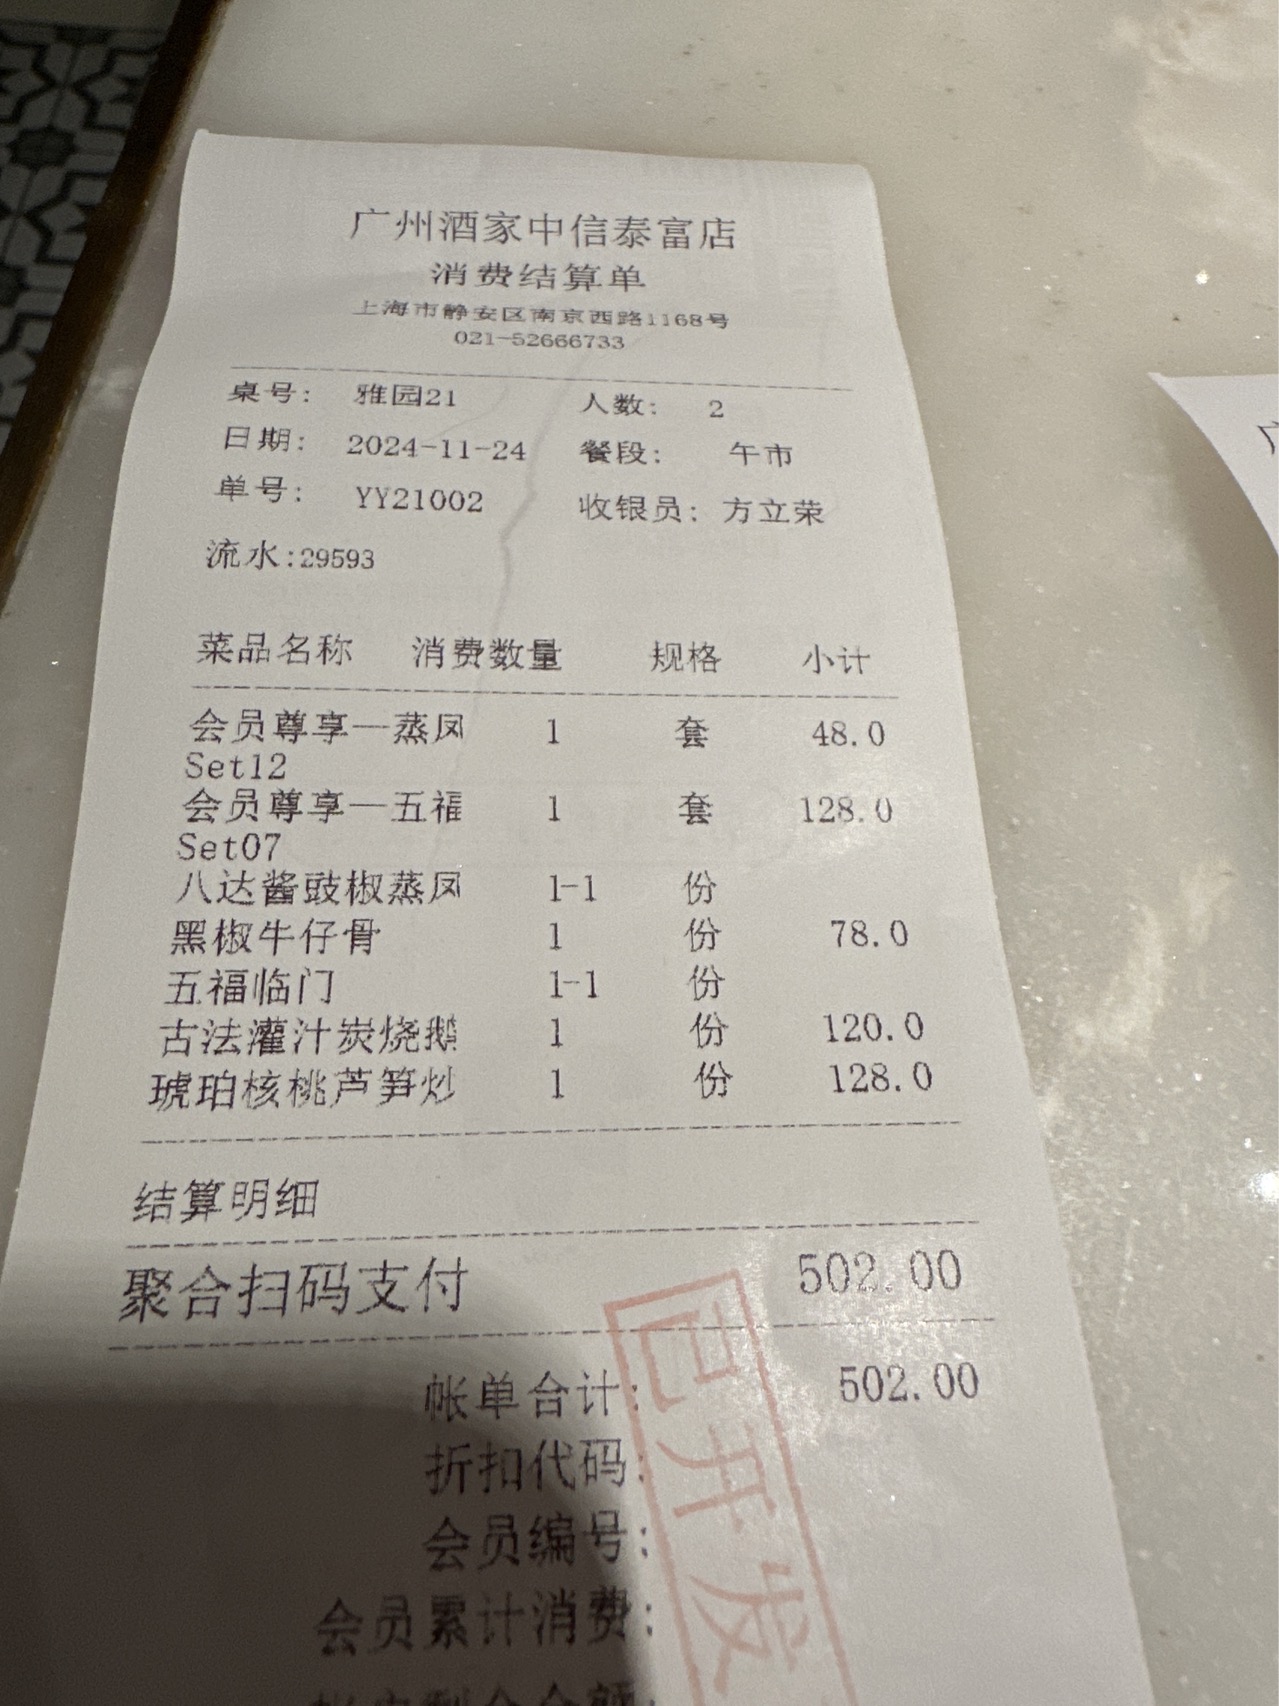 广州酒家中信泰富店
消费结算单
上海市静安区南京西路1168号
021-52666733
桌号: 雅园21 人数: 2
日期: 2024-11-24 餐段: 午市
单号: YY21002 收银员: 方立荣
流水:29593
菜品名称 消费数量 规格 小计
会员尊享—蒸凤 1 套 48.0
Set12
会员尊享—五福 1 套 128.0
Set07
八达酱豉椒蒸凤 1-1 份
黑椒牛仔骨 1 份 78.0
五福临门 1-1 份
古法灌汁炭烧鹅 1 份 120.0
琥珀核桃芦笋炒 1 份 128.0
结算明细
聚合扫码支付 502.00
帐单合计: 502.00
折扣代码:
会员编号:
会员累计消费:
已开发